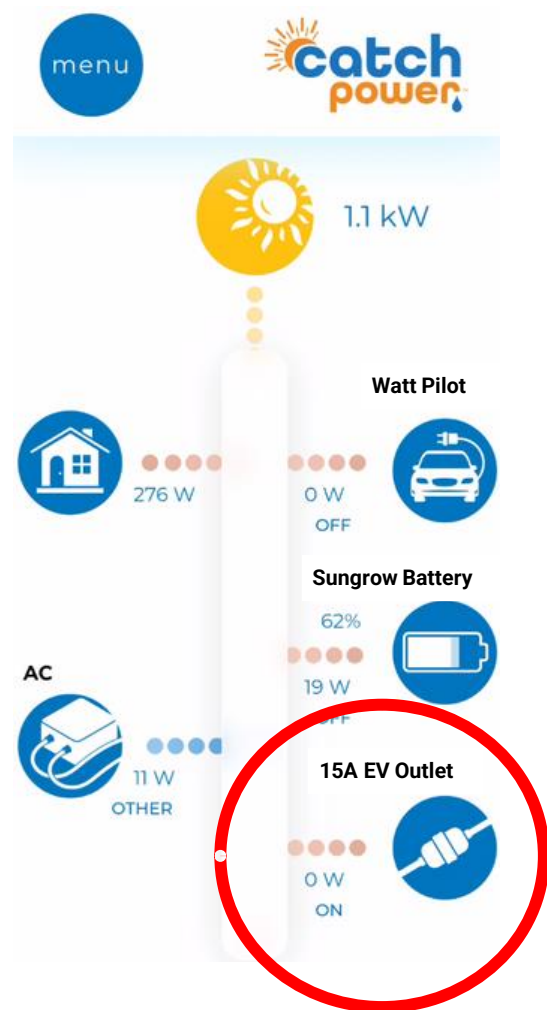 menu
catch
power
1.1 kW
Watt Pilot
276 W
0 W
OFF
Sungrow Battery
62%
19 W
OFF
AC
11 W
OTHER
15A EV Outlet
0 W
ON